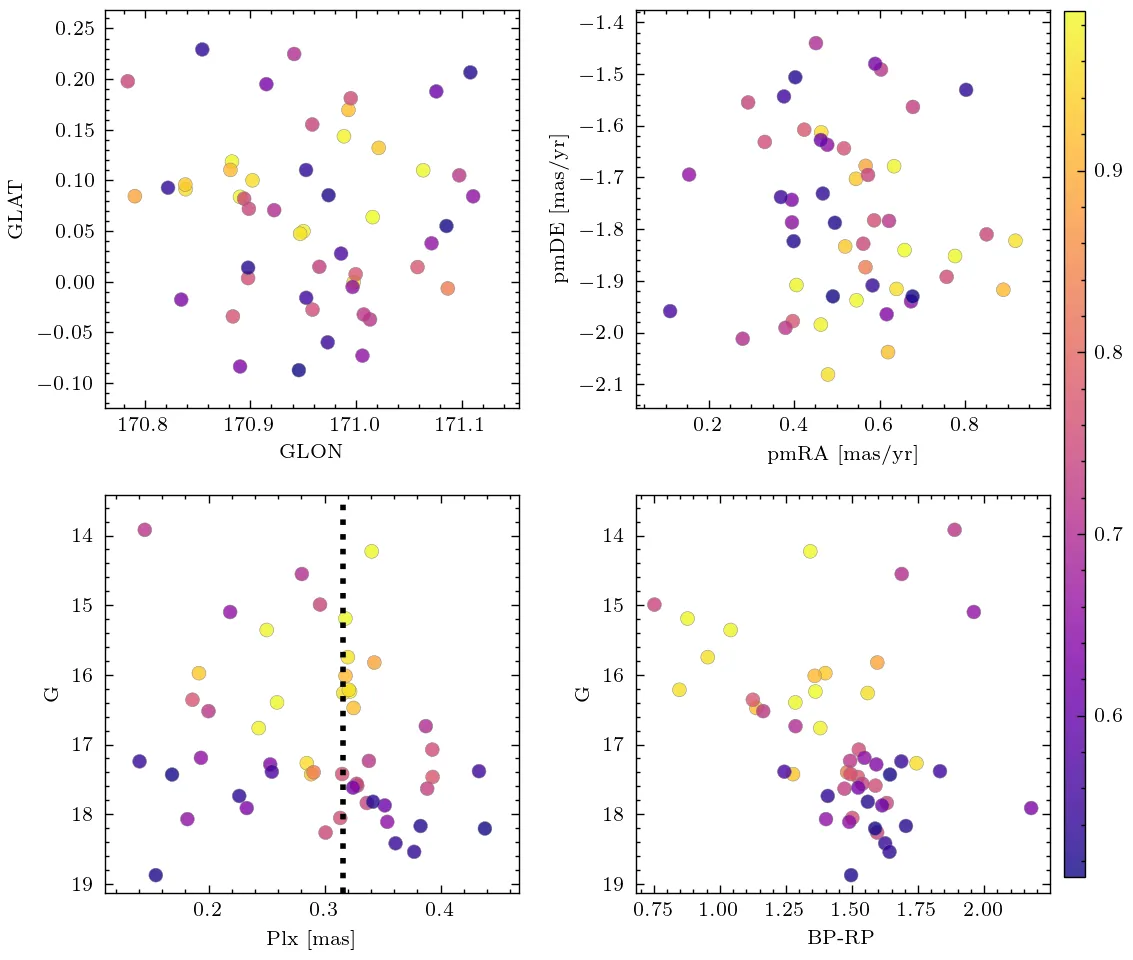 0.25
0.20
0.15
0.10
0.05
0.00
−0.05
−0.10
GLAT
170.8 170.9 171.0 171.1
GLON
−1.4
−1.5
−1.6
−1.7
−1.8
−1.9
−2.0
−2.1
pmDE [mas/yr]
0.2 0.4 0.6 0.8
pmRA [mas/yr]
0.9
0.8
0.7
0.6
14
15
16
17
18
19
G
0.2 0.3 0.4
Plx [mas]
14
15
16
17
18
19
G
0.75 1.00 1.25 1.50 1.75 2.00
BP-RP